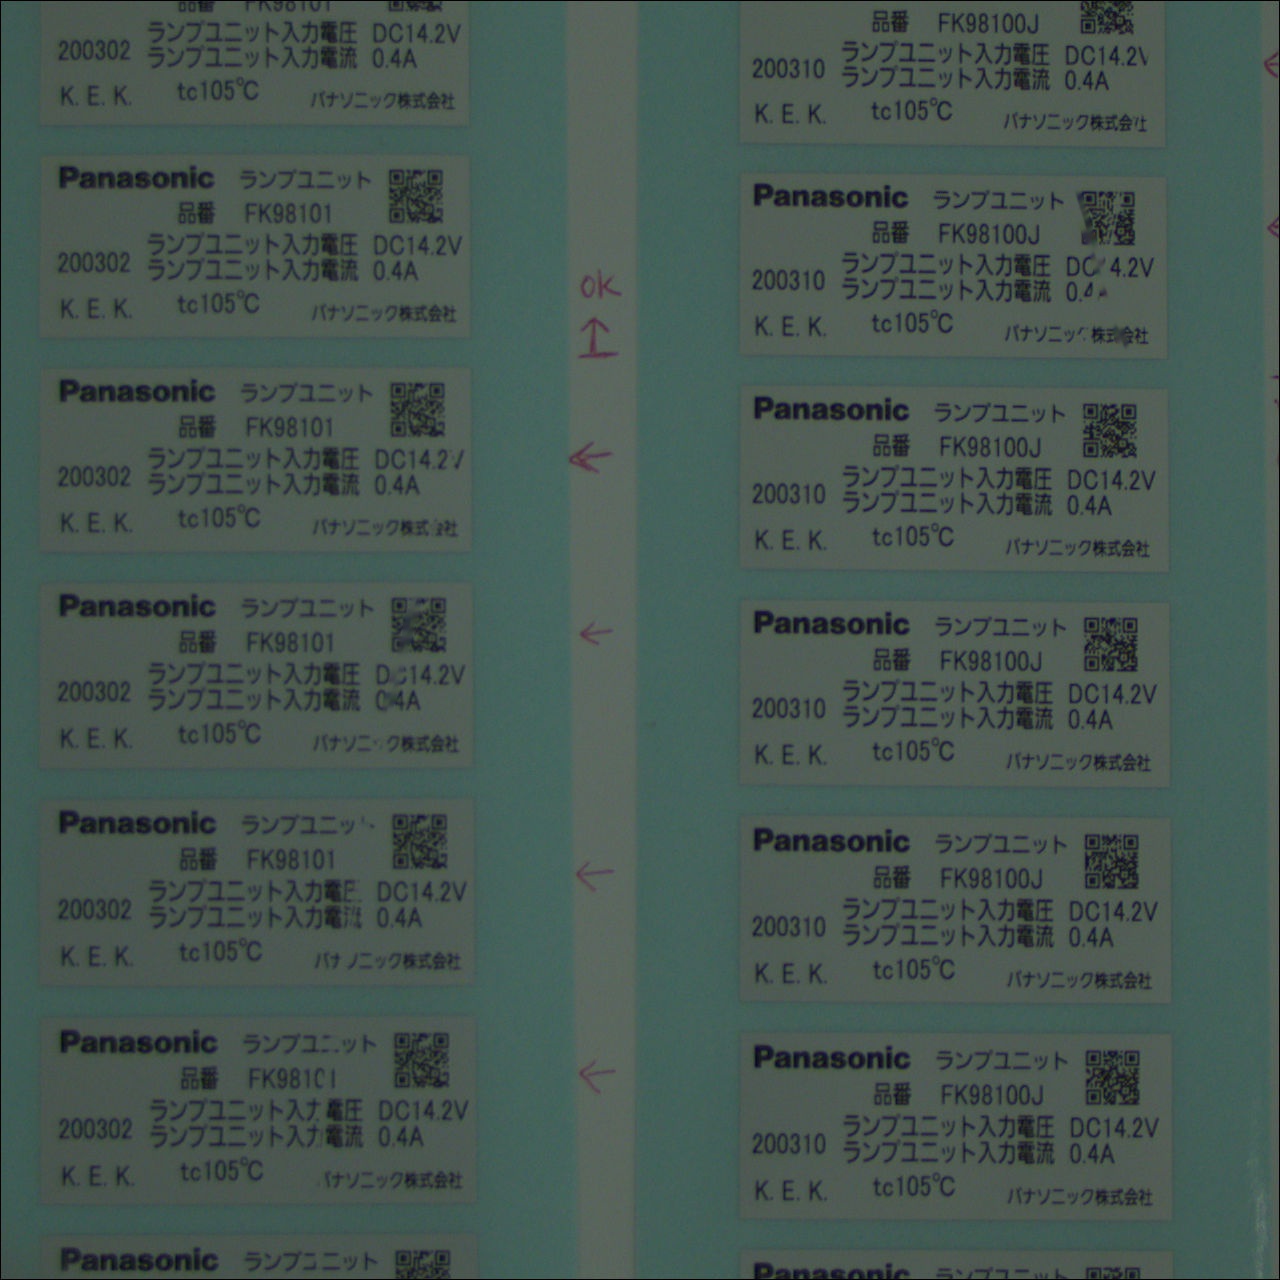 ランプユニット入力電圧 DC14.2V
200302 ランプユニット入力電流 0.4A
K. E. K. tc105℃ パナソニック株式会社
Panasonic ランプユニット
品番 FK98101
ランプユニット入力電圧 DC14.2V
200302 ランプユニット入力電流 0.4A
K. E. K. tc105℃ パナソニック株式会社
Panasonic ランプユニット
品番 FK98101
ランプユニット入力電圧 DC14.2V
200302 ランプユニット入力電流 0.4A
K. E. K. tc105℃ パナソニック株式会社
Panasonic ランプユニット
品番 FK98101
ランプユニット入力電圧 DC14.2V
200302 ランプユニット入力電流 0.4A
K. E. K. tc105℃ パナソニック株式会社
Panasonic ランプユニット
品番 FK98101
ランプユニット入力電圧 DC14.2V
200302 ランプユニット入力電流 0.4A
K. E. K. tc105℃ パナソニック株式会社
Panasonic ランプユニット
品番 FK98101
ランプユニット入力電圧 DC14.2V
200302 ランプユニット入力電流 0.4A
K. E. K. tc105℃ パナソニック株式会社
Panasonic ランプユニット
OK
品番 FK98100J
ランプユニット入力電圧 DC14.2V
200310 ランプユニット入力電流 0.4A
K. E. K. tc105℃ パナソニック株式会社
Panasonic ランプユニット
品番 FK98100J
ランプユニット入力電圧 DC14.2V
200310 ランプユニット入力電流 0.4
K. E. K. tc105℃ パナソニック株式会社
Panasonic ランプユニット
品番 FK98100J
ランプユニット入力電圧 DC14.2V
200310 ランプユニット入力電流 0.4A
K. E. K. tc105℃ パナソニック株式会社
Panasonic ランプユニット
品番 FK98100J
ランプユニット入力電圧 DC14.2V
200310 ランプユニット入力電流 0.4A
K. E. K. tc105℃ パナソニック株式会社
Panasonic ランプユニット
品番 FK98100J
ランプユニット入力電圧 DC14.2V
200310 ランプユニット入力電流 0.4A
K. E. K. tc105℃ パナソニック株式会社
Panasonic ランプユニット
品番 FK98100J
ランプユニット入力電圧 DC14.2V
200310 ランプユニット入力電流 0.4A
K. E. K. tc105℃ パナソニック株式会社
Panasonic ランプユニット